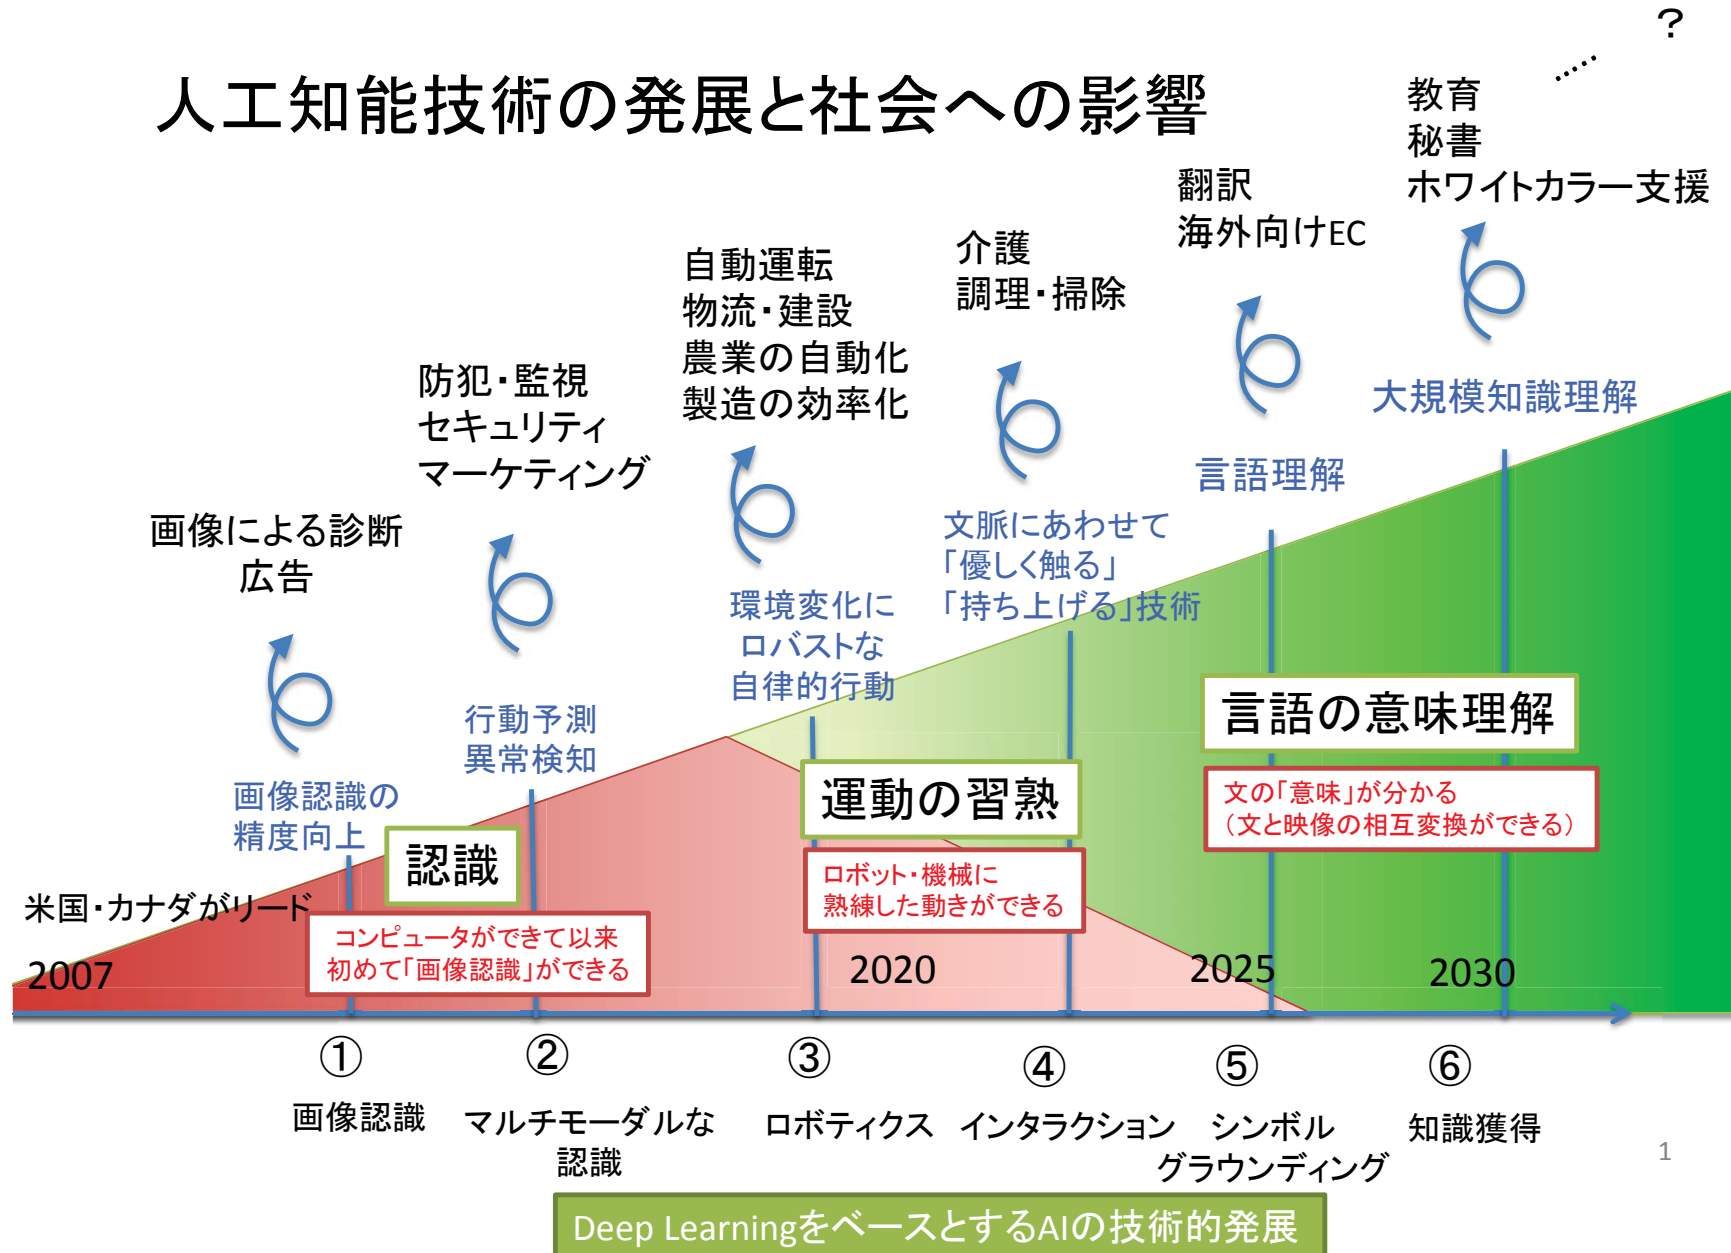 ?
.....
人工知能技術の発展と社会への影響
教育
秘書
ホワイトカラー支援
翻訳
海外向けEC
介護
調理・掃除
自動運転
物流・建設
農業の自動化
製造の効率化
防犯・監視
セキュリティ
マーケティング
画像による診断
広告
大規模知識理解
言語理解
文脈にあわせて
「優しく触る」
「持ち上げる」技術
環境変化に
ロバストな
自律的行動
行動予測
異常検知
画像認識の
精度向上
言語の意味理解
文の「意味」が分かる
(文と映像の相互変換ができる)
運動の習熟
ロボット・機械に
熟練した動きができる
認識
コンピュータができて以来
初めて「画像認識」ができる
米国・カナダがリード
2007
2020
2025
2030
①
②
③
④
⑤
⑥
画像認識
マルチモーダルな
認識
ロボティクス
インタラクション
シンボル
グラウンディング
知識獲得
1
Deep LearningをベースとするAIの技術的発展